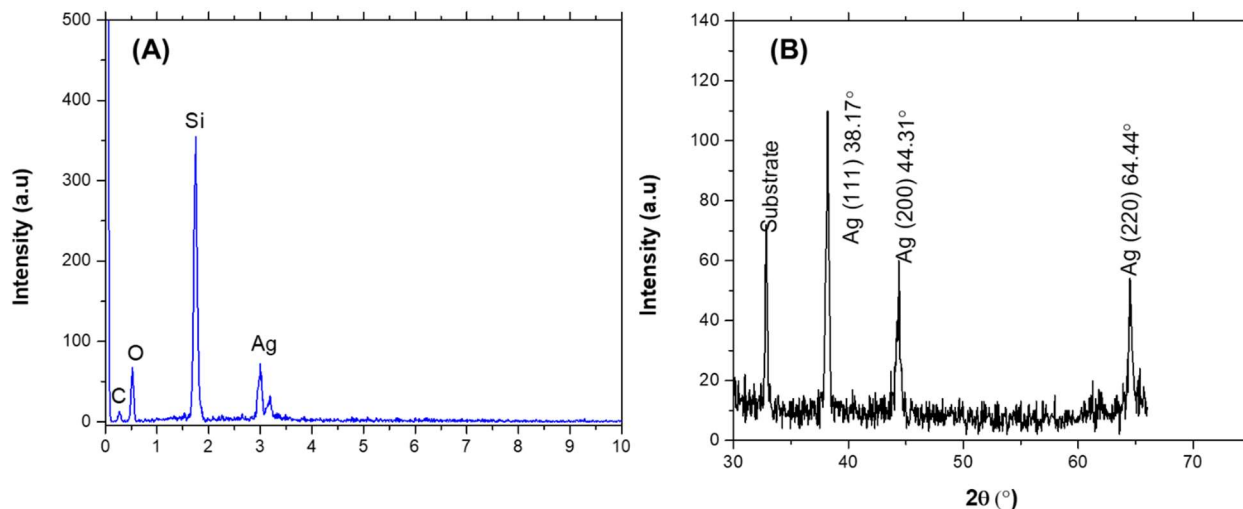 (A)
500
400
300
200
100
0
Intensity (a.u)
C
O
Si
Ag
0 1 2 3 4 5 6 7 8 9 10
(B)
140
120
100
80
60
40
20
0
Intensity (a.u)
Substrate
Ag (111) 38.17°
Ag (200) 44.31°
Ag (220) 64.44°
30 40 50 60 70
2θ (°)